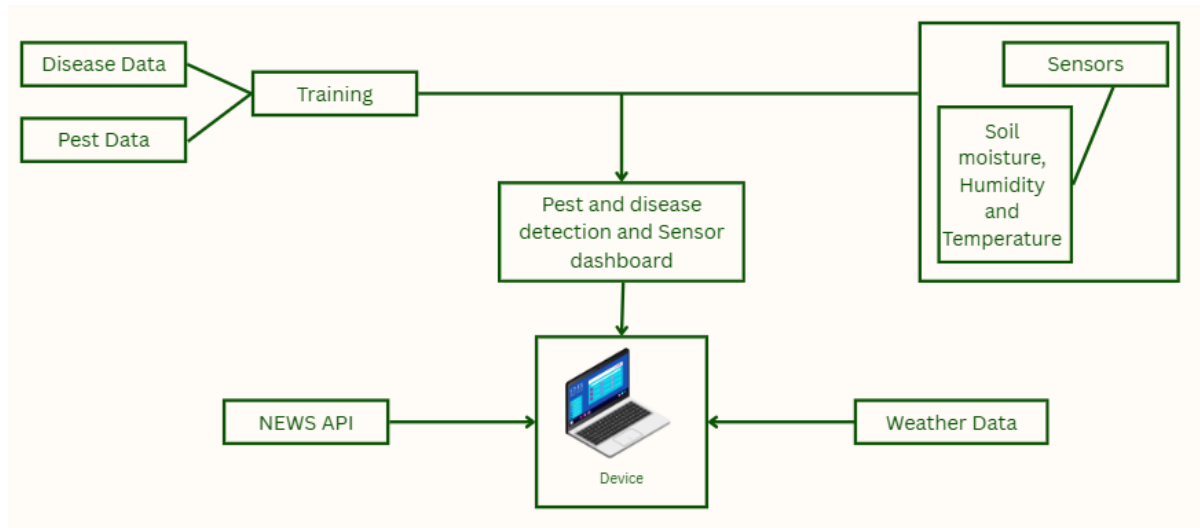 Disease Data
Pest Data
Training
Sensors
Soil
moisture,
Humidity
and
Temperature
Pest and disease
detection and Sensor
dashboard
NEWS API
Device
Weather Data